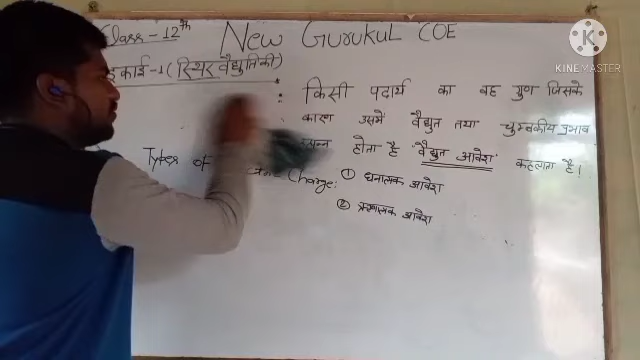 Class - 12th New Gurukul COE
इकाई-1 (स्थिर वैद्युतिकी)
: किसी पदार्थ का वह गुण जिसके
कारण उसमें वैद्युत तथा चुम्बकीय प्रभाव
होता है 'वैद्युत आवेश' कहलाता है।
Types of Charge: ① धनात्मक आवेश
② ऋणात्मक आवेश
KINEMASTER